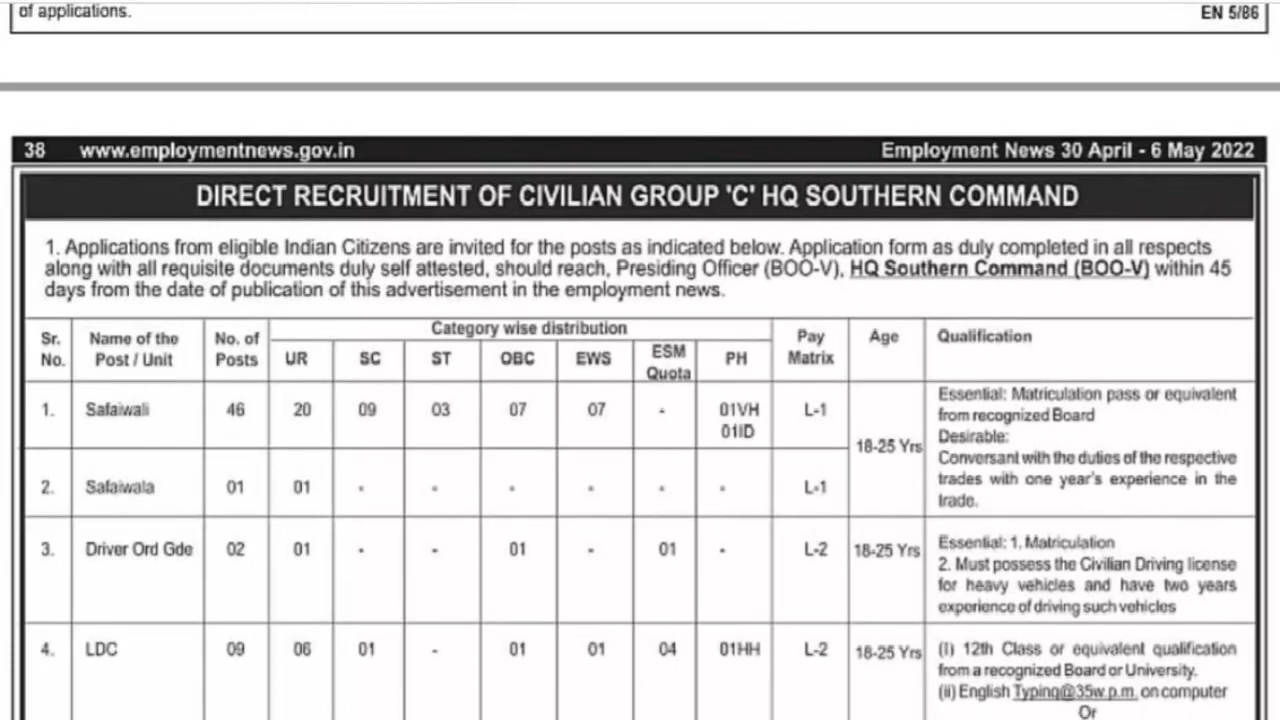 of applications.
EN 5/86
38 www.employmentnews.gov.in Employment News 30 April - 6 May 2022
DIRECT RECRUITMENT OF CIVILIAN GROUP 'C' HQ SOUTHERN COMMAND
1. Applications from eligible Indian Citizens are invited for the posts as indicated below. Application form as duly completed in all respects
along with all requisite documents duly self attested, should reach, Presiding Officer (BOO-V), HQ Southern Command (BOO-V) within 45
days from the date of publication of this advertisement in the employment news.
Sr. No. Name of the Post / Unit No. of Posts Category wise distribution Pay Matrix Age Qualification
UR SC ST OBC EWS ESM Quota PH
1. Safaiwali 46 20 09 03 07 07 - 01VH 01ID L-1 18-25 Yrs
Essential: Matriculation pass or equivalent
from recognized Board
Desirable:
Conversant with the duties of the respective
trades with one year's experience in the
trade.
2. Safaiwala 01 01 - - - - - - L-1
3. Driver Ord Gde 02 01 - - 01 - 01 - L-2 18-25 Yrs
Essential: 1. Matriculation
2. Must possess the Civilian Driving license
for heavy vehicles and have two years
experience of driving such vehicles
4. LDC 09 06 01 - 01 01 04 01HH L-2 18-25 Yrs
(I) 12th Class or equivalent qualification
from a recognized Board or University.
(ii) English Typing@35w.p.m. on computer
Or